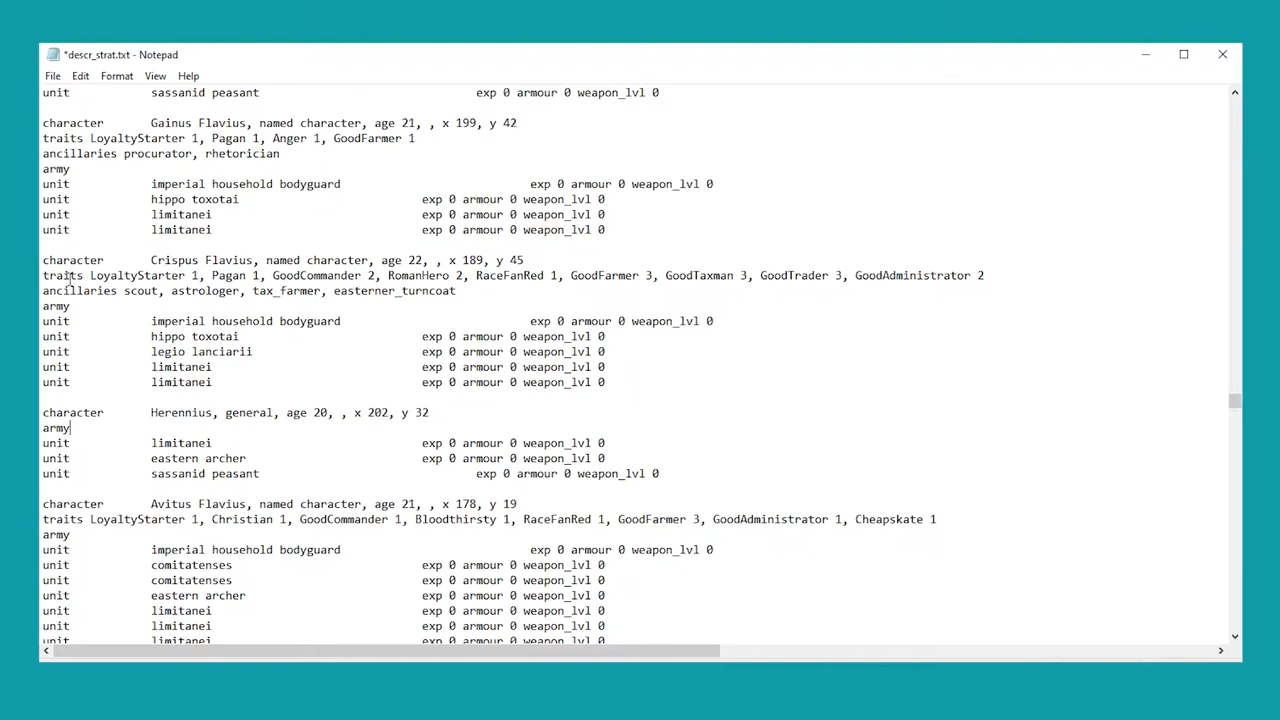 *descr_strat.txt - Notepad
File Edit Format View Help
unit sassanid peasant exp 0 armour 0 weapon_lvl 0
character Gainus Flavius, named character, age 21, , x 199, y 42
traits LoyaltyStarter 1, Pagan 1, Anger 1, GoodFarmer 1
ancillaries procurator, rhetorician
army
unit imperial household bodyguard exp 0 armour 0 weapon_lvl 0
unit hippo toxotai exp 0 armour 0 weapon_lvl 0
unit limitanei exp 0 armour 0 weapon_lvl 0
unit limitanei exp 0 armour 0 weapon_lvl 0
character Crispus Flavius, named character, age 22, , x 189, y 45
traits LoyaltyStarter 1, Pagan 1, GoodCommander 2, RomanHero 2, RaceFanRed 1, GoodFarmer 3, GoodTaxman 3, GoodTrader 3, GoodAdministrator 2
ancillaries scout, astrologer, tax_farmer, easterner_turncoat
army
unit imperial household bodyguard exp 0 armour 0 weapon_lvl 0
unit hippo toxotai exp 0 armour 0 weapon_lvl 0
unit legio lanciarii exp 0 armour 0 weapon_lvl 0
unit limitanei exp 0 armour 0 weapon_lvl 0
unit limitanei exp 0 armour 0 weapon_lvl 0
character Herennius, general, age 20, , x 202, y 32
army
unit limitanei exp 0 armour 0 weapon_lvl 0
unit eastern archer exp 0 armour 0 weapon_lvl 0
unit sassanid peasant exp 0 armour 0 weapon_lvl 0
character Avitus Flavius, named character, age 21, , x 178, y 19
traits LoyaltyStarter 1, Christian 1, GoodCommander 1, Bloodthirsty 1, RaceFanRed 1, GoodFarmer 3, GoodAdministrator 1, Cheapskate 1
army
unit imperial household bodyguard exp 0 armour 0 weapon_lvl 0
unit comitatenses exp 0 armour 0 weapon_lvl 0
unit comitatenses exp 0 armour 0 weapon_lvl 0
unit eastern archer exp 0 armour 0 weapon_lvl 0
unit limitanei exp 0 armour 0 weapon_lvl 0
unit limitanei exp 0 armour 0 weapon_lvl 0
unit limitanei exp 0 armour 0 weapon_lvl 0